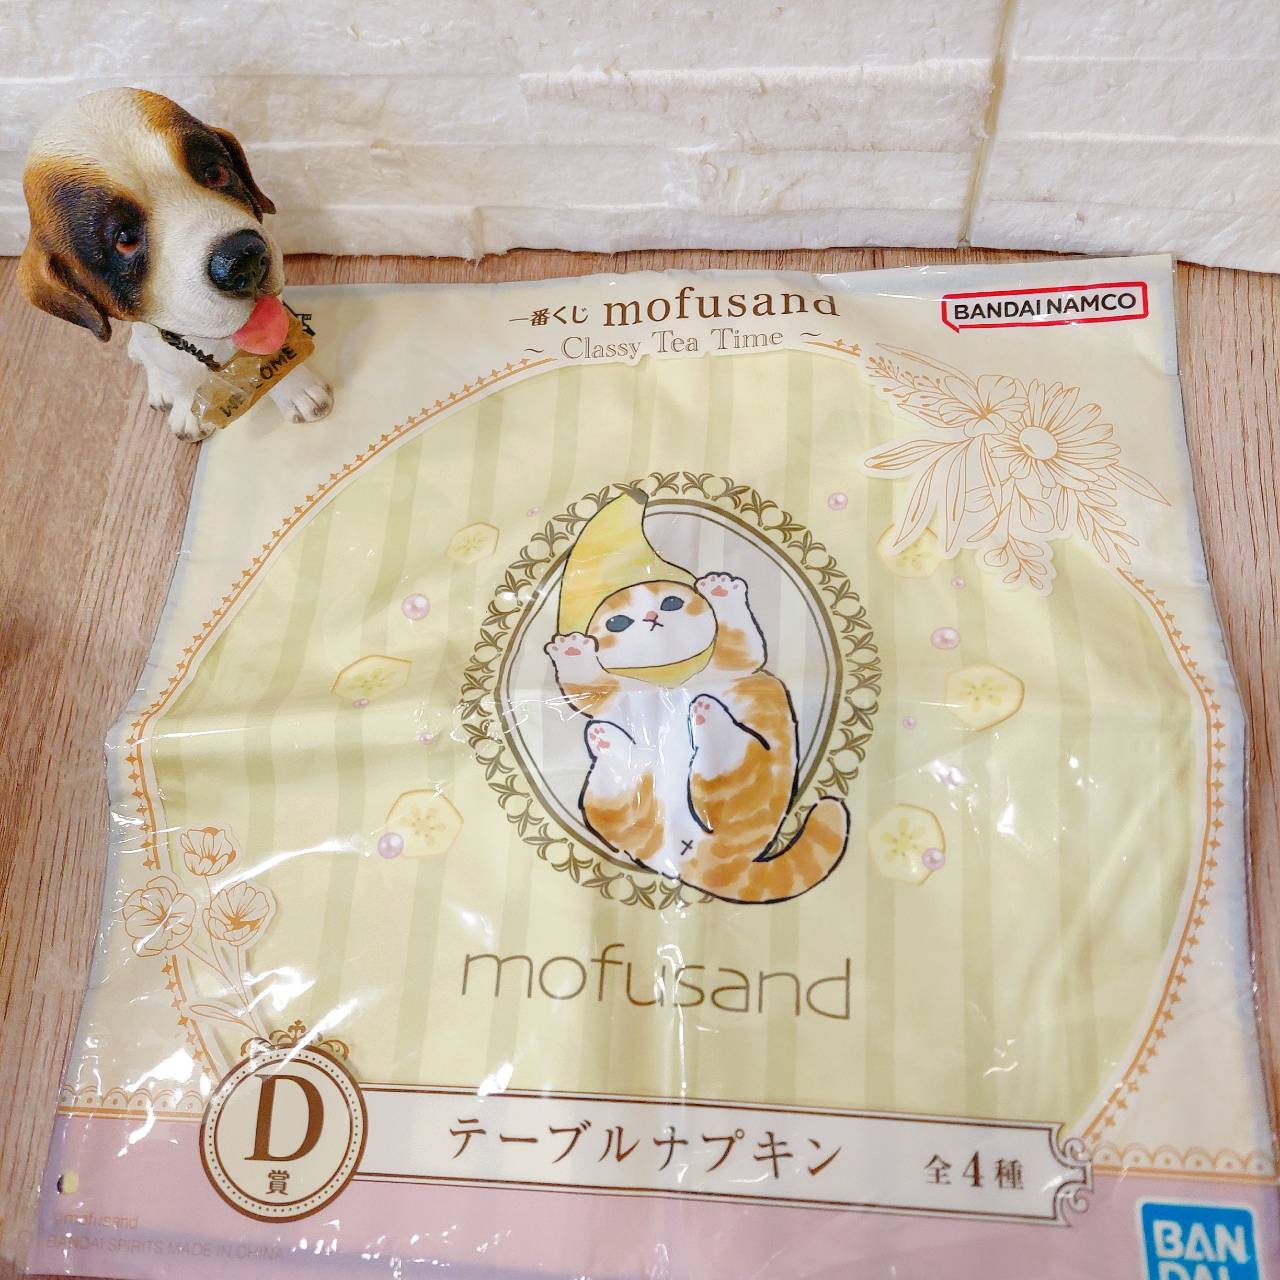 一番くじ mofusand
~ Classy Tea Time ~
BANDAI NAMCO
WELCOME
mofusand
D
賞
テーブルナプキン 全4種
©mofusand
BANDAI SPIRITS MADE IN CHINA
BAN
DAI